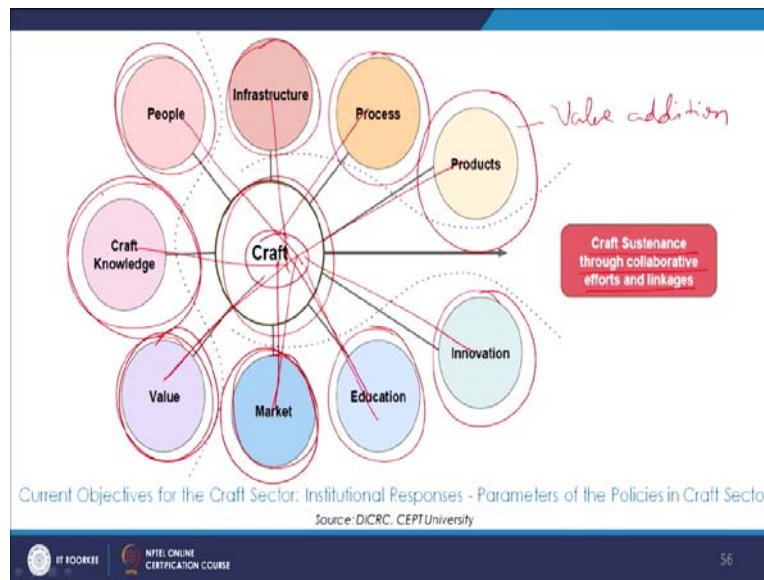 People
Infrastructure
Process
Products
Value addition
Craft
Craft
Knowledge
Craft Sustenance
through collaborative
efforts and linkages
Value
Market
Education
Innovation
Current Objectives for the Craft Sector: Institutional Responses - Parameters of the Policies in Craft Secto
Source: DICRC, CEPT University
IIT ROORKEE
NPTEL ONLINE
CERTIFICATION COURSE
56